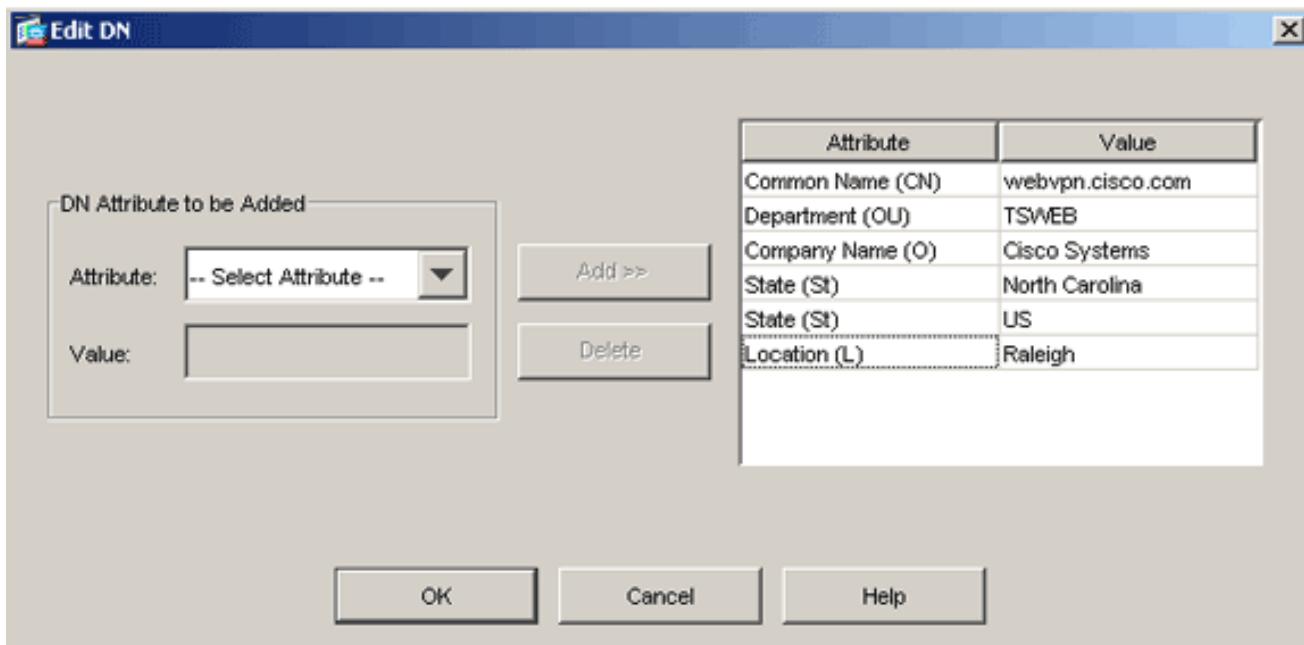 Edit DN
DN Attribute to be Added
Attribute: -- Select Attribute --
Value:
Add >>
Delete
Attribute Value
Common Name (CN) webvpn.cisco.com
Department (OU) TSWEB
Company Name (O) Cisco Systems
State (St) North Carolina
State (St) US
Location (L) Raleigh
OK Cancel Help